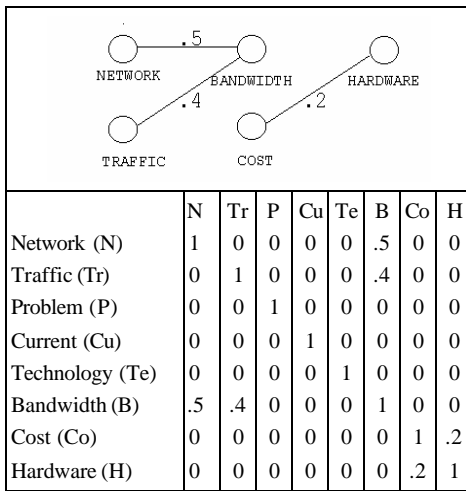 .5
NETWORK BANDWIDTH HARDWARE
.4 .2
TRAFFIC COST
N Tr P Cu Te B Co H
Network (N) 1 0 0 0 0 .5 0 0
Traffic (Tr) 0 1 0 0 0 .4 0 0
Problem (P) 0 0 1 0 0 0 0 0
Current (Cu) 0 0 0 1 0 0 0 0
Technology (Te) 0 0 0 0 1 0 0 0
Bandwidth (B) .5 .4 0 0 0 1 0 0
Cost (Co) 0 0 0 0 0 0 1 .2
Hardware (H) 0 0 0 0 0 0 .2 1